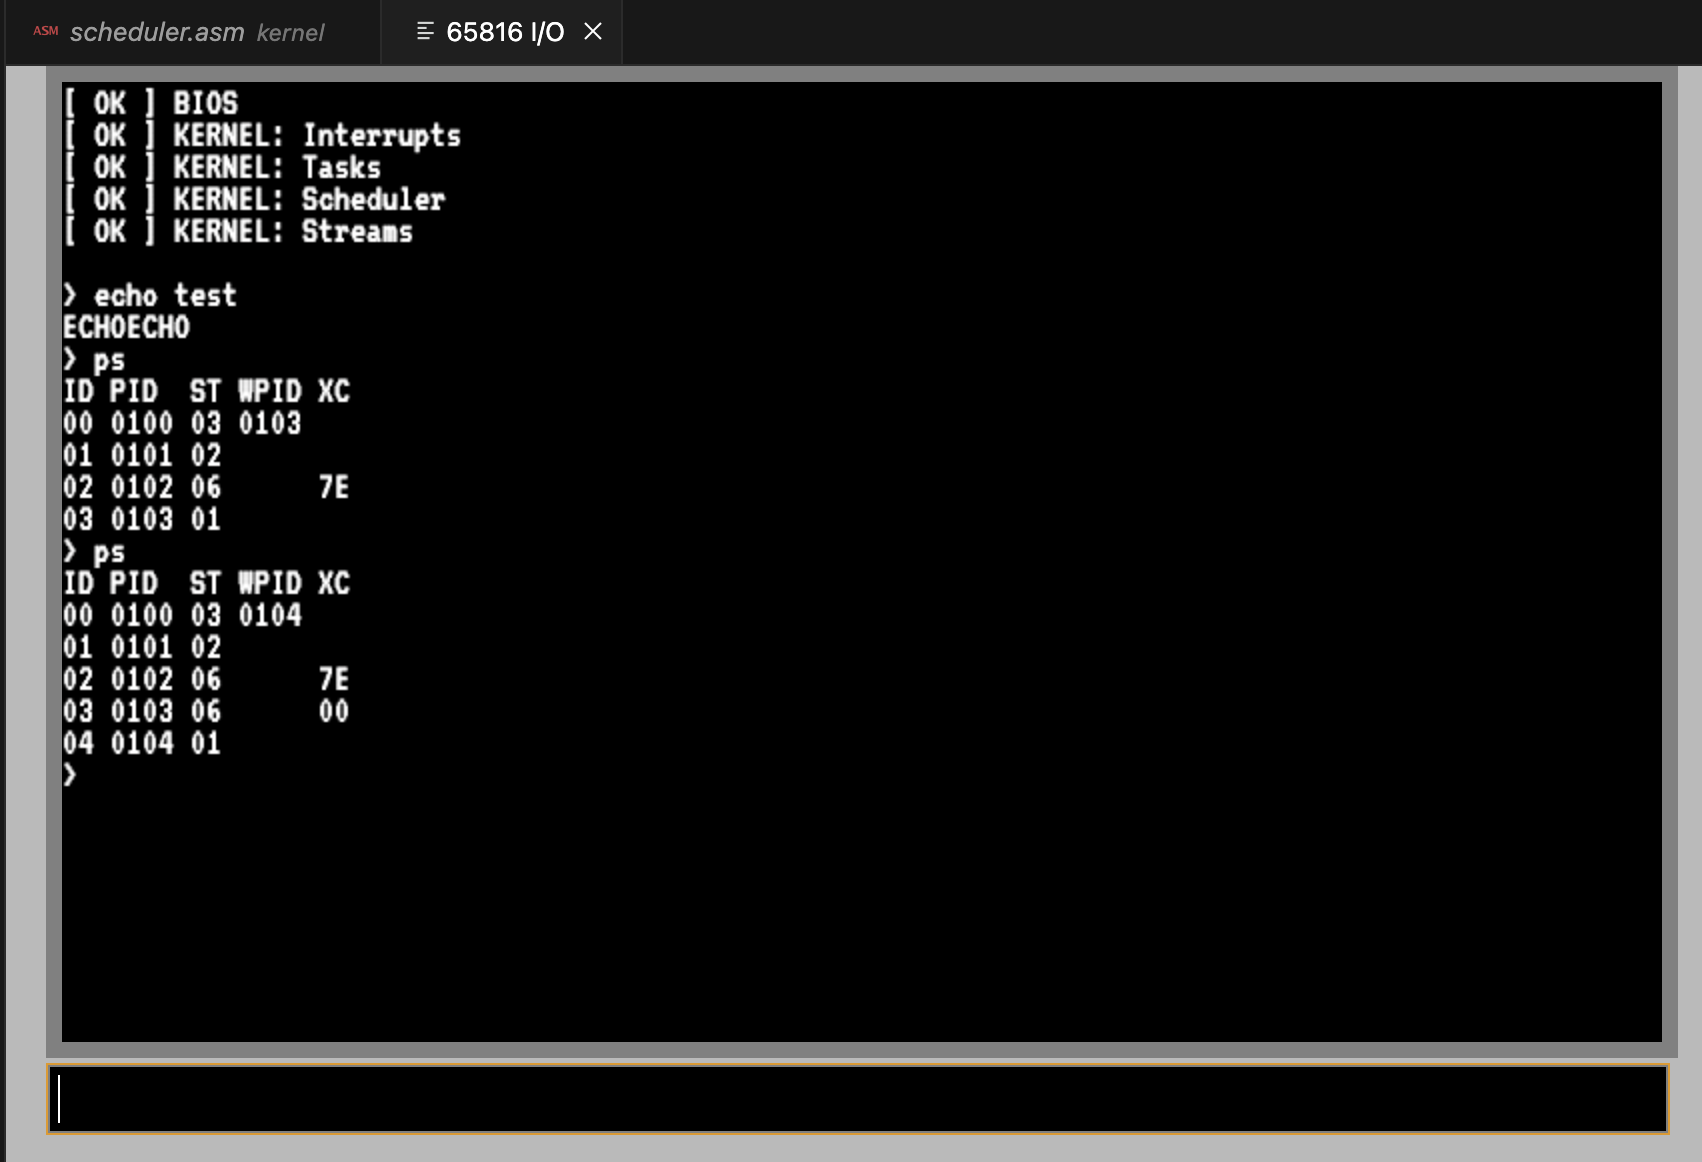 ASM scheduler.asm kernel
65816 I/O
[ OK ] BIOS
[ OK ] KERNEL: Interrupts
[ OK ] KERNEL: Tasks
[ OK ] KERNEL: Scheduler
[ OK ] KERNEL: Streams
> echo test
ECHOECHO
> ps
ID PID  ST WPID XC
00 0100 03 0103
01 0101 02
02 0102 06      7E
03 0103 01
> ps
ID PID  ST WPID XC
00 0100 03 0104
01 0101 02
02 0102 06      7E
03 0103 06      00
04 0104 01
>